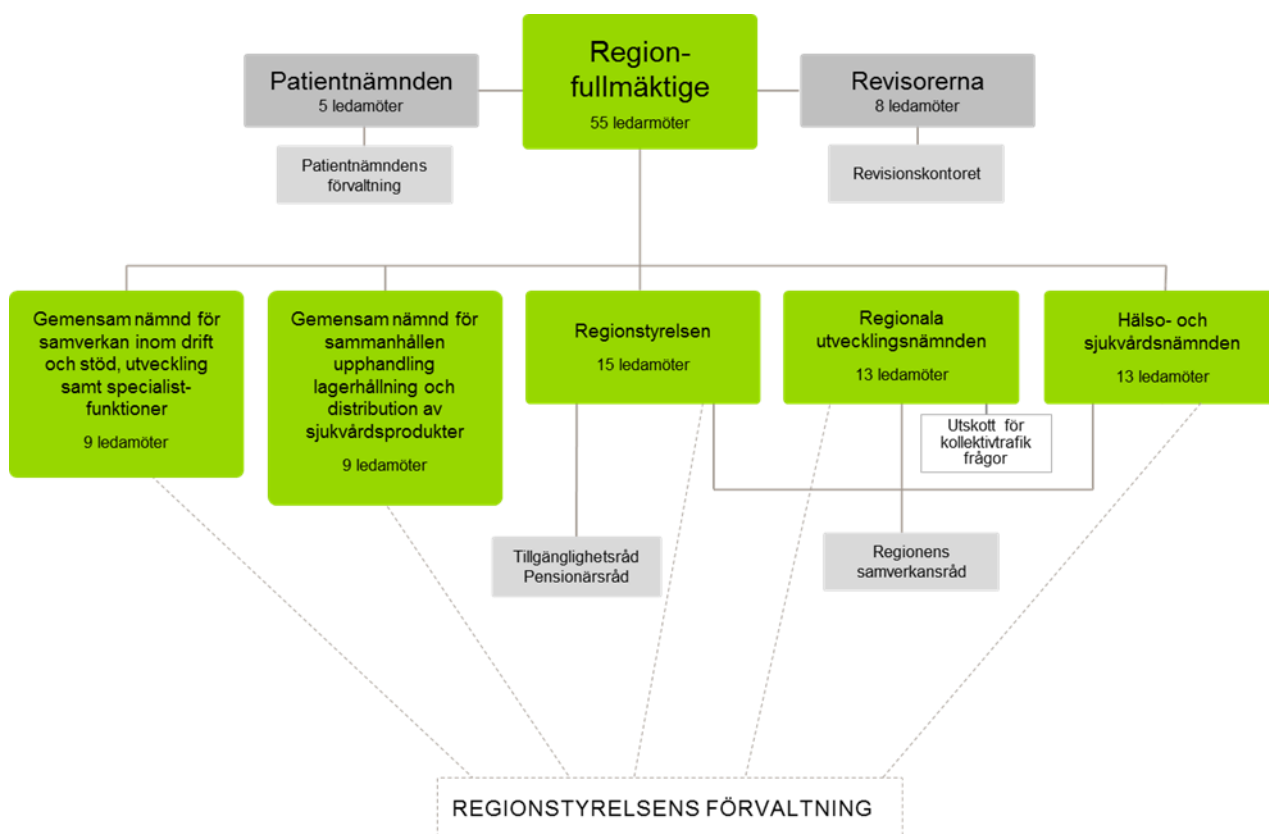 Region-
fullmäktige
55 ledarmöter
Patientnämnden
5 ledamöter
Revisorerna
8 ledamöter
Patientnämndens
förvaltning
Revisionskontoret
Gemensam nämnd för
samverkan inom drift
och stöd, utveckling
samt specialist-
funktioner
9 ledamöter
Gemensam nämnd för
sammanhållen
upphandling
lagerhållning och
distribution av
sjukvårdsprodukter
9 ledamöter
Regionstyrelsen
15 ledamöter
Regionala
utvecklingsnämnden
13 ledamöter
Hälso- och
sjukvårdsnämnden
13 ledamöter
Utskott för
kollektivtrafik
frågor
Tillgänglighetsråd
Pensionärsråd
Regionens
samverkansråd
REGIONSTYRELSENS FÖRVALTNING